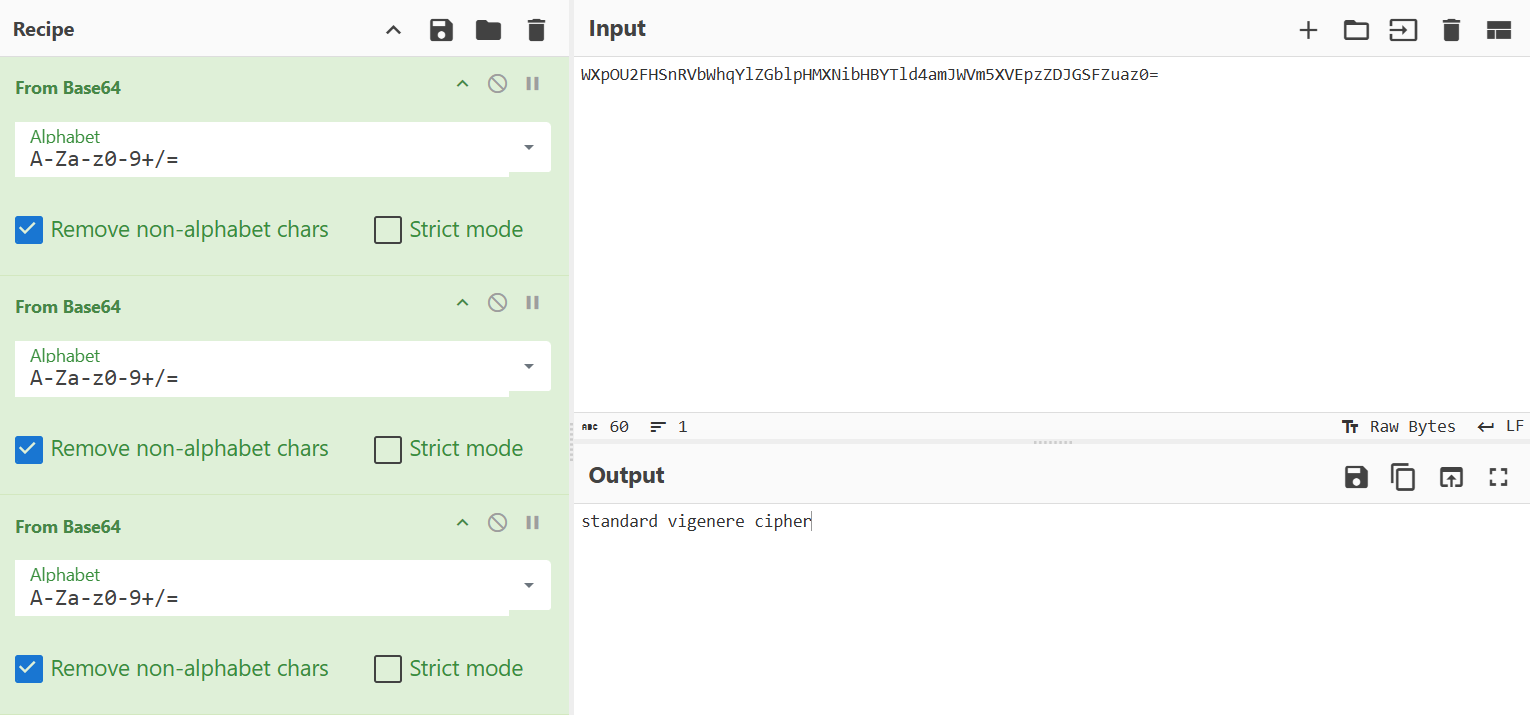 Recipe
From Base64
Alphabet
A-Za-z0-9+/=
Remove non-alphabet chars
Strict mode
From Base64
Alphabet
A-Za-z0-9+/=
Remove non-alphabet chars
Strict mode
From Base64
Alphabet
A-Za-z0-9+/=
Remove non-alphabet chars
Strict mode
Input
WXpOU2FHSnRVbWhqYlZGblpHMXNibHBYTld4amJWVm5XVEpzZDJGSFZuaz0=
ABC 60 1
Tt Raw Bytes LF
Output
standard vigenere cipher